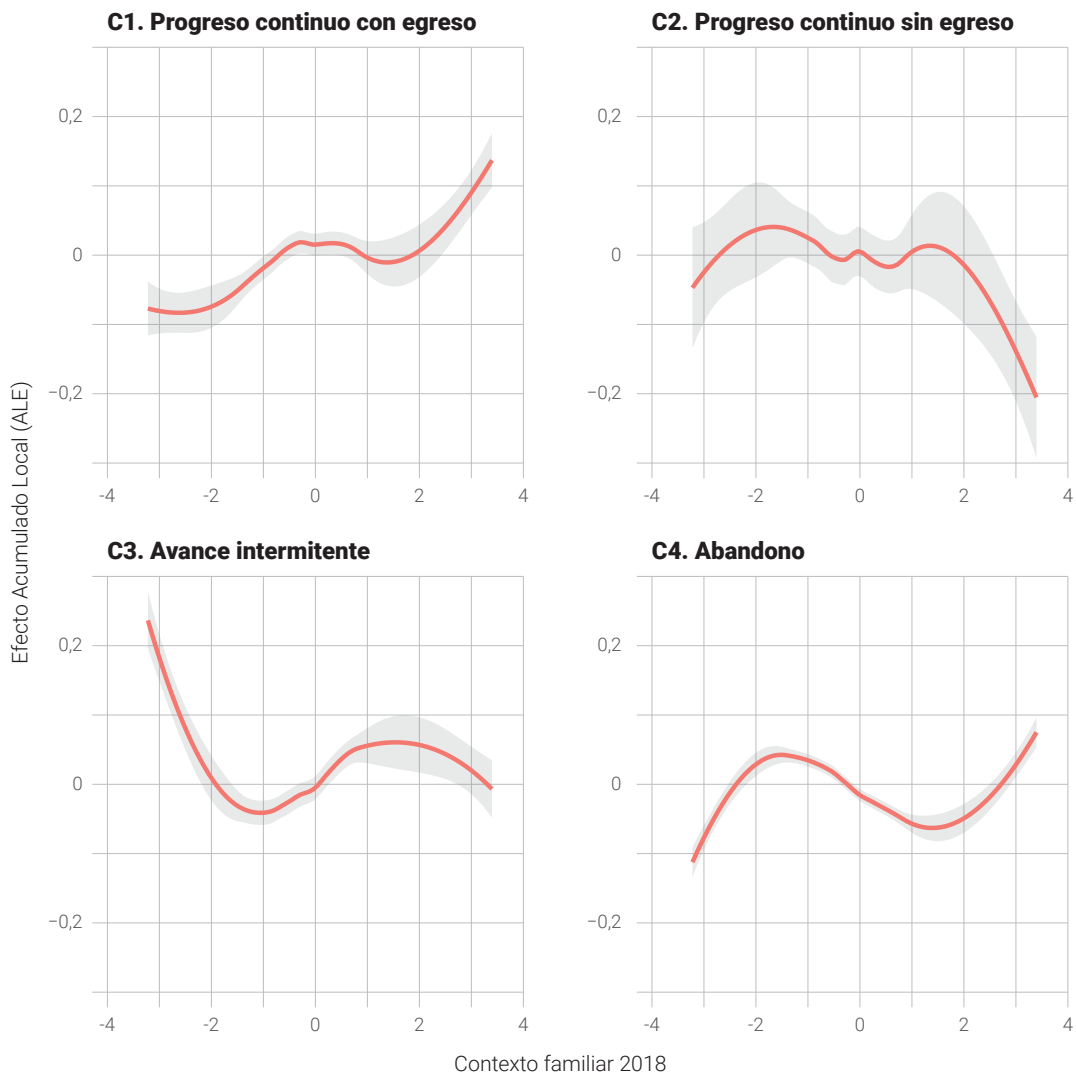 C1. Progreso continuo con egreso
C2. Progreso continuo sin egreso
0,2
0
−0,2
-4 -2 0 2 4
0,2
0
−0,2
-4 -2 0 2 4
C3. Avance intermitente
C4. Abandono
0,2
0
−0,2
-4 -2 0 2 4
0,2
0
−0,2
-4 -2 0 2 4
Efecto Acumulado Local (ALE)
Contexto familiar 2018